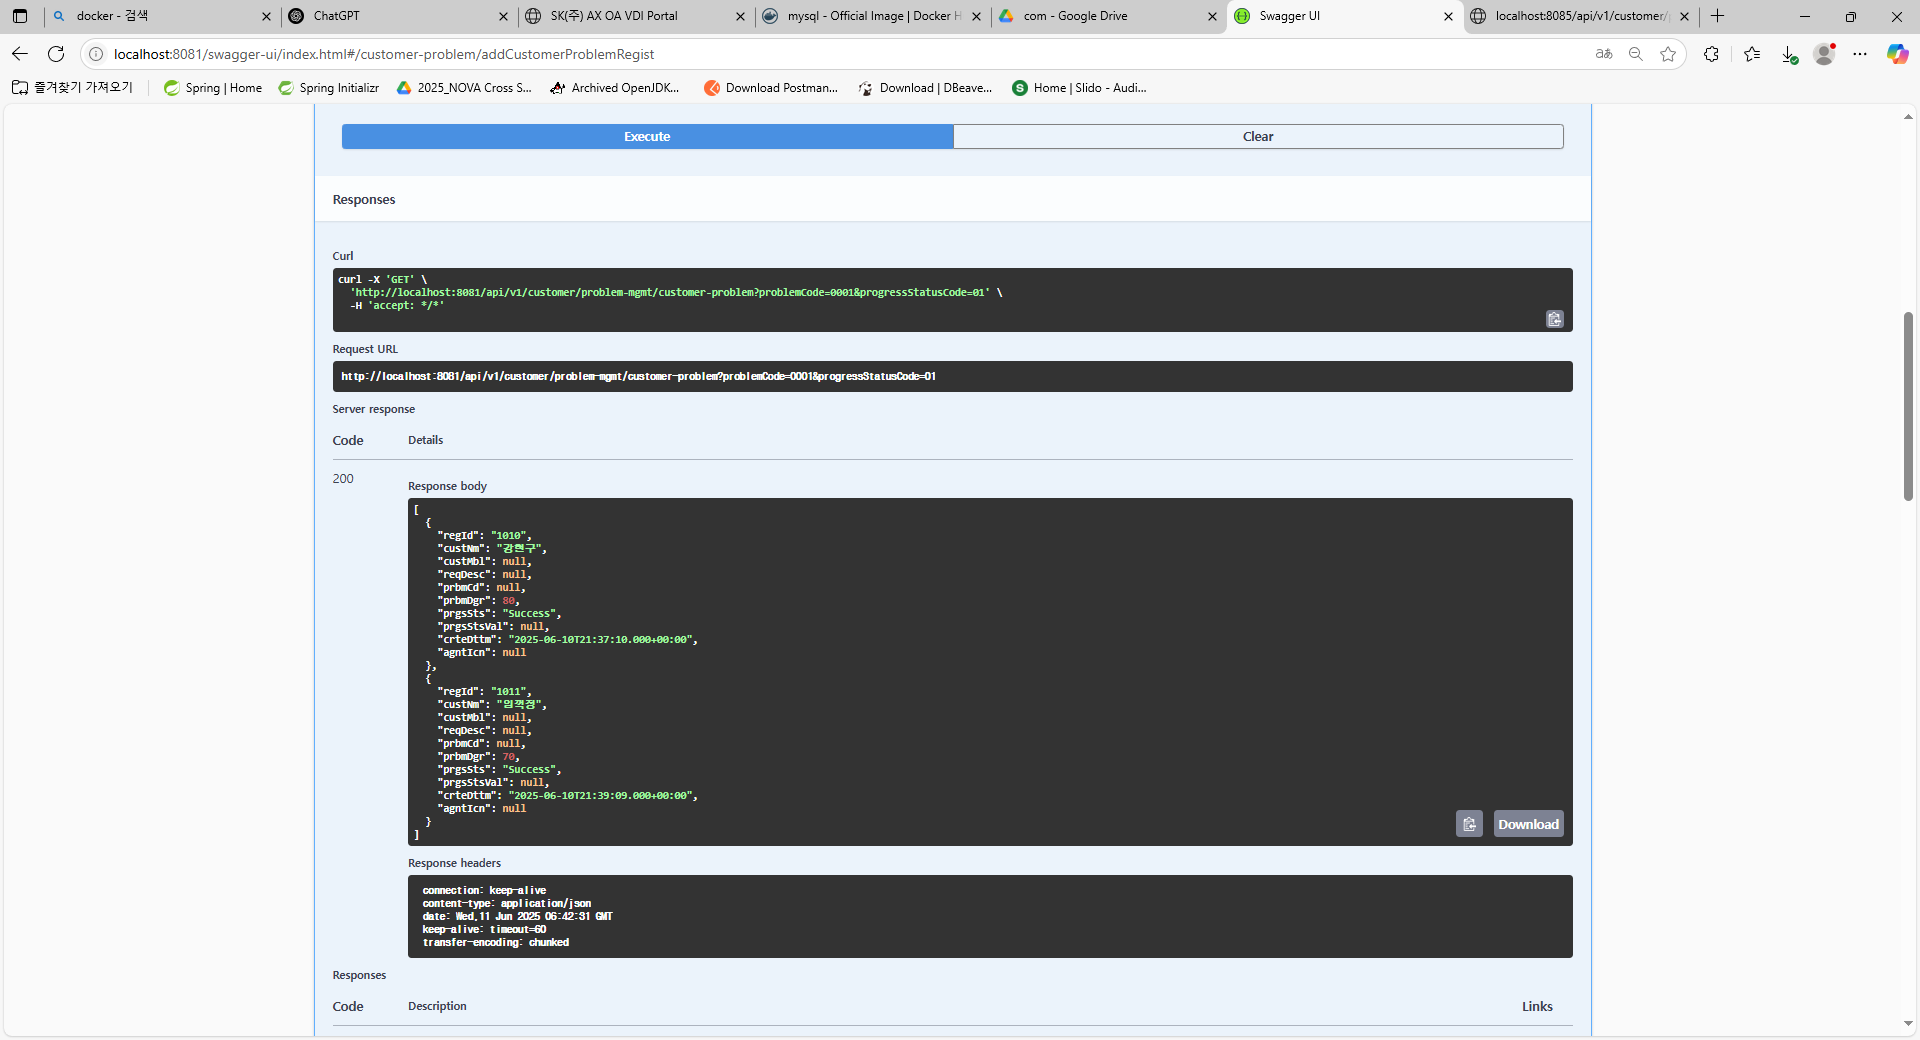 docker - 검색
ChatGPT
SK(주) AX OA VDI Portal
mysql - Official Image | Docker H
com - Google Drive
Swagger UI
localhost:8085/api/v1/customer/
localhost:8081/swagger-ui/index.html#/customer-problem/addCustomerProblemRegist
즐겨찾기 가져오기
Spring | Home
Spring Initializr
2025_NOVA Cross S...
Archived OpenJDK...
Download Postman...
Download | DBeave...
Home | Slido - Audi...
Execute
Clear
Responses
Curl
curl -X 'GET' \
'http://localhost:8081/api/v1/customer/problem-mgmt/customer-problem?problemCode=0001&progressStatusCode=01' \
-H 'accept: */*'
Request URL
http://localhost:8081/api/v1/customer/problem-mgmt/customer-problem?problemCode=0001&progressStatusCode=01
Server response
Code Details
200
Response body
[
{
"regId": "1010",
"custNm": "강현구",
"custMbl": null,
"reqDesc": null,
"prbmCd": null,
"prbmDgr": 80,
"prgsSts": "Success",
"prgsStsVal": null,
"crteDttm": "2025-06-10T21:37:10.000+00:00",
"agntIcn": null
},
{
"regId": "1011",
"custNm": "임꺽정",
"custMbl": null,
"reqDesc": null,
"prbmCd": null,
"prbmDgr": 70,
"prgsSts": "Success",
"prgsStsVal": null,
"crteDttm": "2025-06-10T21:39:09.000+00:00",
"agntIcn": null
}
]
Download
Response headers
connection: keep-alive
content-type: application/json
date: Wed,11 Jun 2025 06:42:31 GMT
keep-alive: timeout=60
transfer-encoding: chunked
Responses
Code Description Links